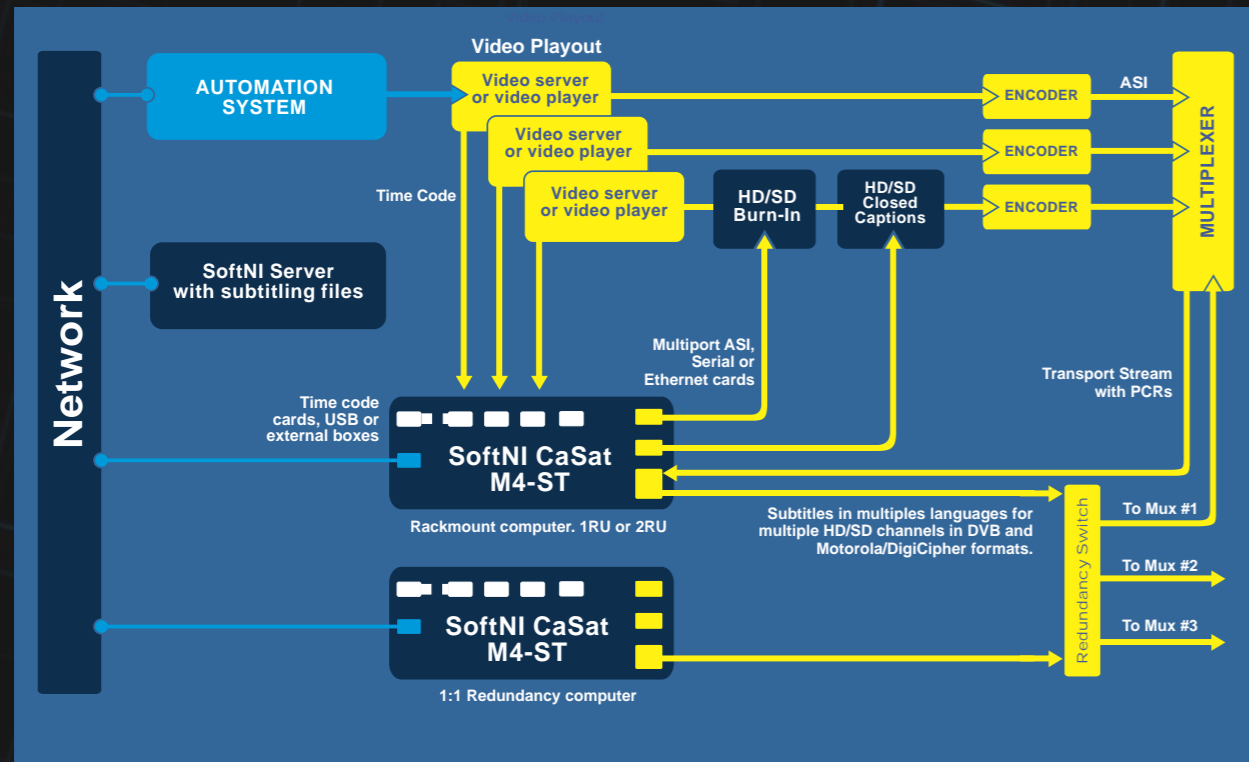 Video Playout
Video Playout
Network
AUTOMATION
SYSTEM
Video server
or video player
Video server
or video player
Video server
or video player
ENCODER
ASI
ENCODER
ENCODER
MULTIPLEXER
Time Code
HD/SD
Burn-In
HD/SD
Closed
Captions
SoftNI Server
with subtitling files
Multiport ASI,
Serial or
Ethernet cards
Transport Stream
with PCRs
Time code
cards, USB or
external boxes
SoftNI CaSat
M4-ST
Rackmount computer. 1RU or 2RU
Subtitles in multiples languages for
multiple HD/SD channels in DVB and
Motorola/DigiCipher formats.
Redundancy Switch
To Mux #1
To Mux #2
To Mux #3
SoftNI CaSat
M4-ST
1:1 Redundancy computer